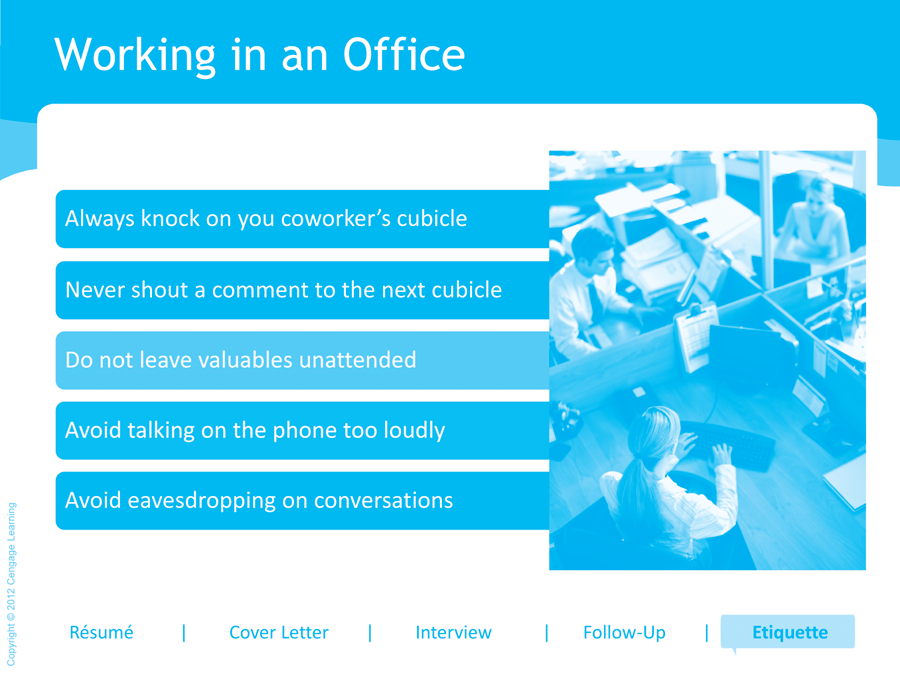 Working in an Office
Always knock on you coworker's cubicle
Never shout a comment to the next cubicle
Do not leave valuables unattended
Avoid talking on the phone too loudly
Avoid eavesdropping on conversations
Copyright © 2012 Cengage Learning
Résumé | Cover Letter | Interview | Follow-Up | Etiquette